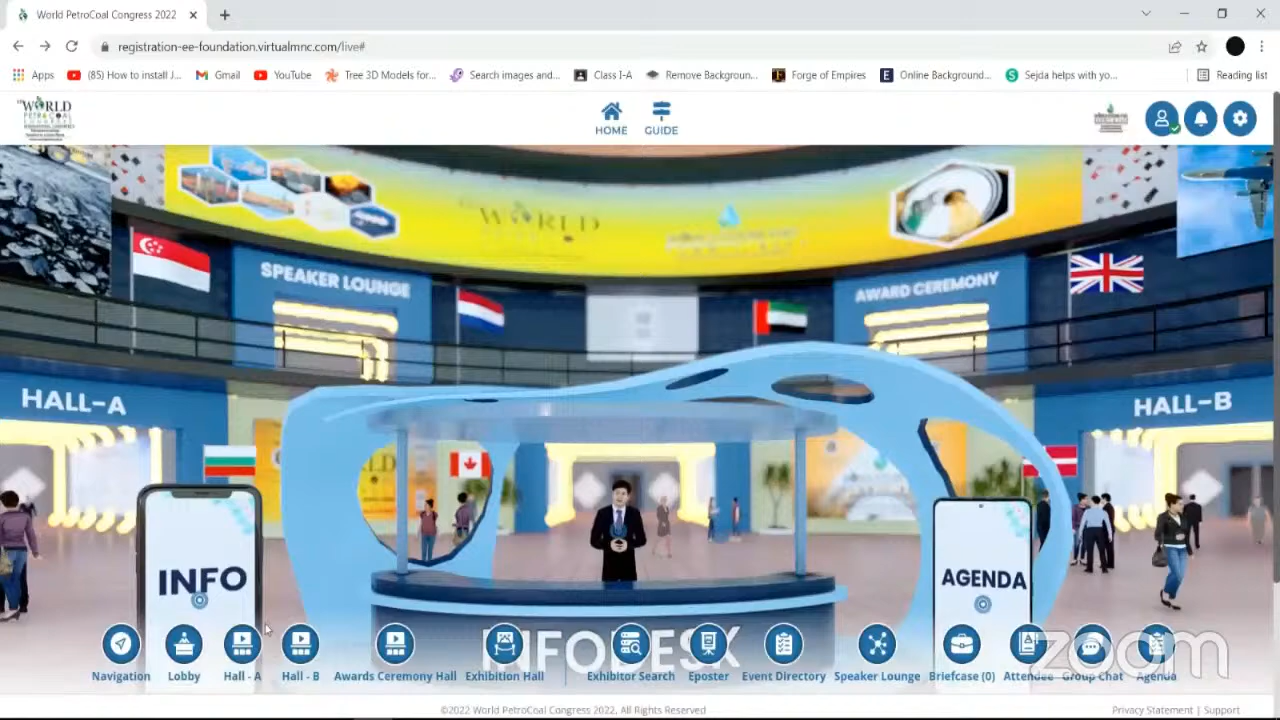 World PetroCoal Congress 2022
registration-ee-foundation.virtualmnc.com/live#
Apps
(85) How to install J...
Gmail
YouTube
Tree 3D Models for...
Search images and...
Class I-A
Remove Backgroun...
Forge of Empires
Online Background...
Sejda helps with yo...
Reading list
WORLD
PETROCOAL
HOME
GUIDE
WORLD
SPEAKER LOUNGE
AWARD CEREMONY
HALL-A
HALL-B
INFO
AGENDA
INFODESK
Navigation
Lobby
Hall - A
Hall - B
Awards Ceremony Hall
Exhibition Hall
Exhibitor Search
Eposter
Event Directory
Speaker Lounge
Briefcase (0)
Attendee
Group Chat
Agenda
zoom
©2022 World PetroCoal Congress 2022, All Rights Reserved
Privacy Statement | Support